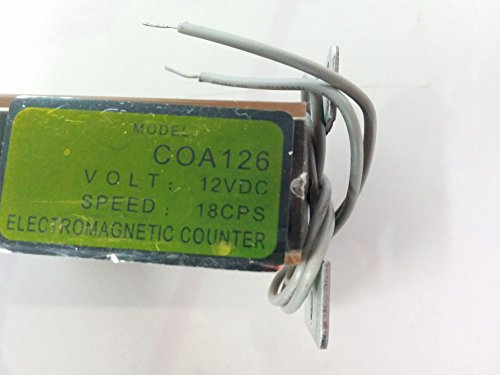 MODEL:
COA126
VOLT: 12VDC
SPEED: 18CPS
ELECTROMAGNETIC COUNTER